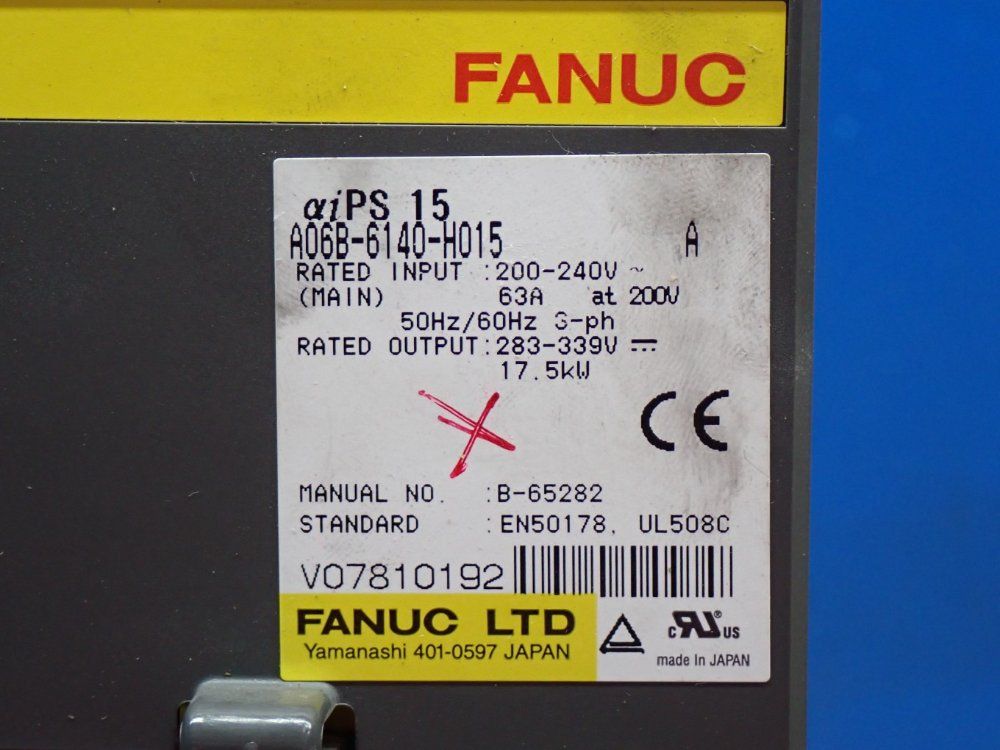 FANUC
αiPS 15
A06B-6140-H015 A
RATED INPUT :200-240V ~
(MAIN) 63A at 200V
50Hz/60Hz 3-ph
RATED OUTPUT:283-339V ⎓
17.5kW
CE
MANUAL NO. :B-65282
STANDARD :EN50178, UL508C
V07810192
FANUC LTD
Yamanashi 401-0597 JAPAN
c RU ® US
made In JAPAN